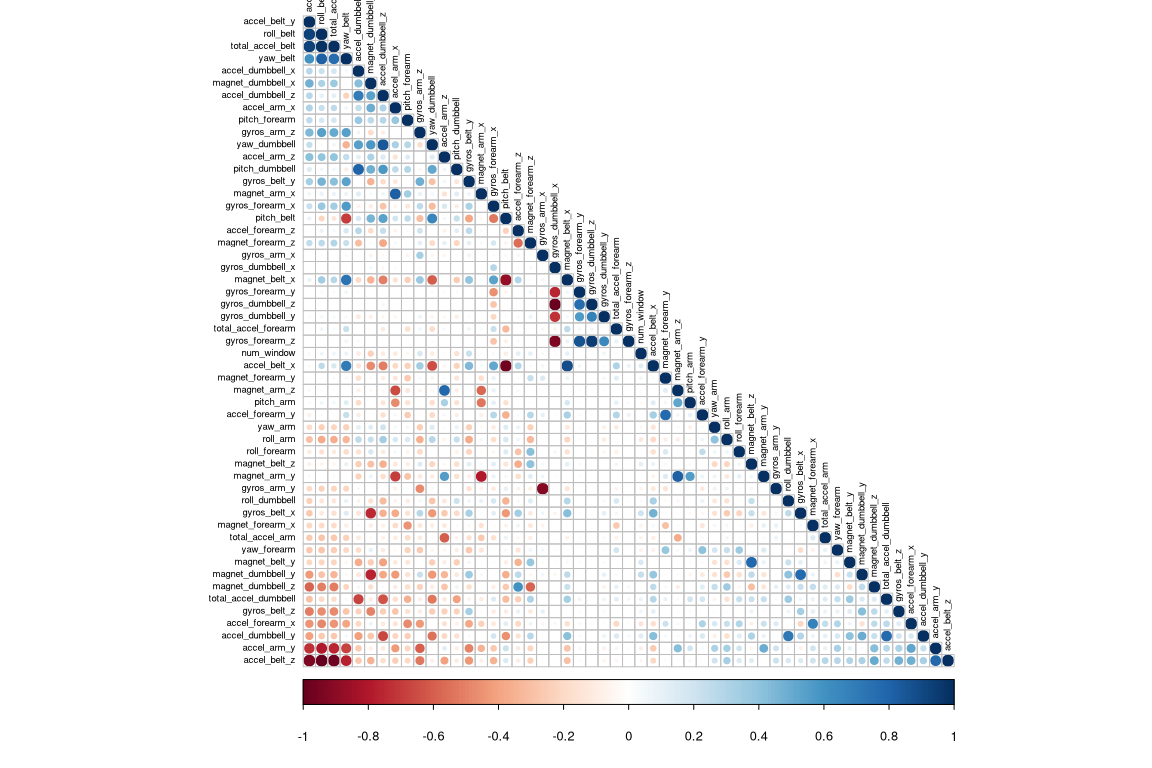 accel_belt_y
roll_belt
total_accel_belt
yaw_belt
accel_dumbbell_x
magnet_dumbbell_x
accel_dumbbell_z
accel_arm_x
pitch_forearm
gyros_arm_z
yaw_dumbbell
accel_arm_z
pitch_dumbbell
gyros_belt_y
magnet_arm_x
gyros_forearm_x
pitch_belt
accel_forearm_z
magnet_forearm_z
gyros_arm_x
gyros_dumbbell_x
magnet_belt_x
gyros_forearm_y
gyros_dumbbell_z
gyros_dumbbell_y
total_accel_forearm
gyros_forearm_z
num_window
accel_belt_x
magnet_forearm_y
magnet_arm_z
pitch_arm
accel_forearm_y
yaw_arm
roll_arm
roll_forearm
magnet_belt_z
magnet_arm_y
gyros_arm_y
roll_dumbbell
gyros_belt_x
magnet_forearm_x
total_accel_arm
yaw_forearm
magnet_belt_y
magnet_dumbbell_y
magnet_dumbbell_z
total_accel_dumbbell
gyros_belt_z
accel_forearm_x
accel_dumbbell_y
accel_arm_y
accel_belt_z
yaw_belt
accel_arm_x
pitch_forearm
gyros_arm_z
yaw_dumbbell
accel_arm_z
pitch_dumbbell
gyros_belt_y
magnet_arm_x
gyros_forearm_x
pitch_belt
accel_forearm_z
magnet_forearm_z
gyros_arm_x
gyros_dumbbell_x
magnet_belt_x
gyros_forearm_y
gyros_dumbbell_z
gyros_dumbbell_y
total_accel_forearm
gyros_forearm_z
num_window
accel_belt_x
magnet_forearm_y
magnet_arm_z
pitch_arm
accel_forearm_y
yaw_arm
roll_arm
roll_forearm
magnet_belt_z
magnet_arm_y
gyros_arm_y
roll_dumbbell
gyros_belt_x
magnet_forearm_x
total_accel_arm
yaw_forearm
magnet_belt_y
magnet_dumbbell_y
magnet_dumbbell_z
total_accel_dumbbell
gyros_belt_z
accel_forearm_x
accel_dumbbell_y
accel_arm_y
accel_belt_z
-1 -0.8 -0.6 -0.4 -0.2 0 0.2 0.4 0.6 0.8 1